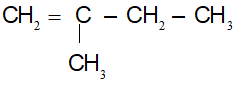 CH₂ = C – CH₂ – CH₃
|
CH₃